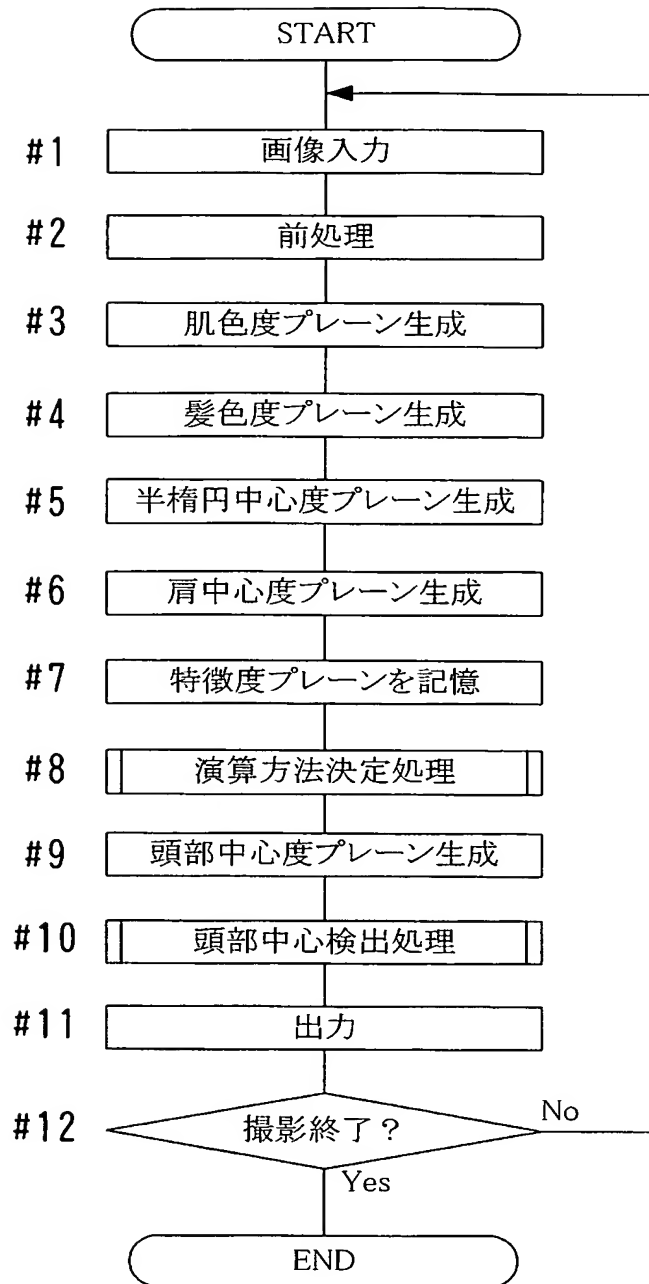 START
#1 画像入力
#2 前処理
#3 肌色度プレーン生成
#4 髪色度プレーン生成
#5 半楕円中心度プレーン生成
#6 肩中心度プレーン生成
#7 特徴度プレーンを記憶
#8 演算方法決定処理
#9 頭部中心度プレーン生成
#10 頭部中心検出処理
#11 出力
#12 撮影終了? No
Yes
END